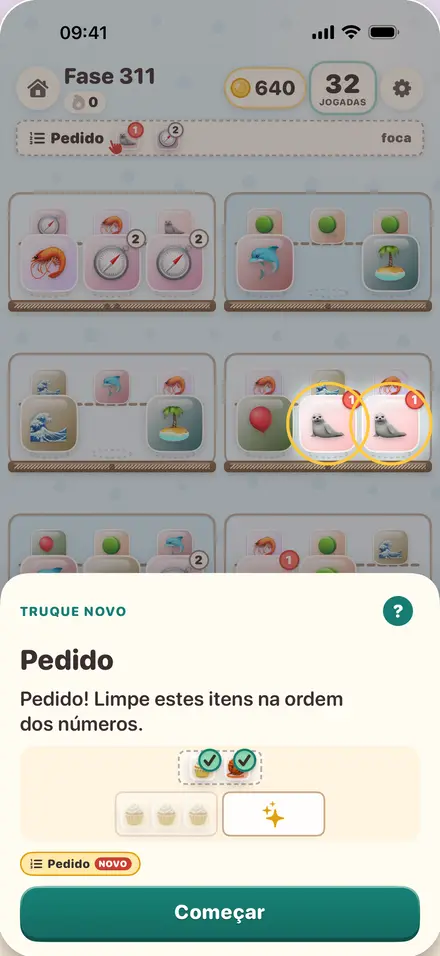 09:41
Fase 311
0
640
32
JOGADAS
Pedido
1
2
foca
2
2
1
1
2
1
TRUQUE NOVO
?
Pedido
Pedido! Limpe estes itens na ordem
dos números.
Pedido NOVO
Começar